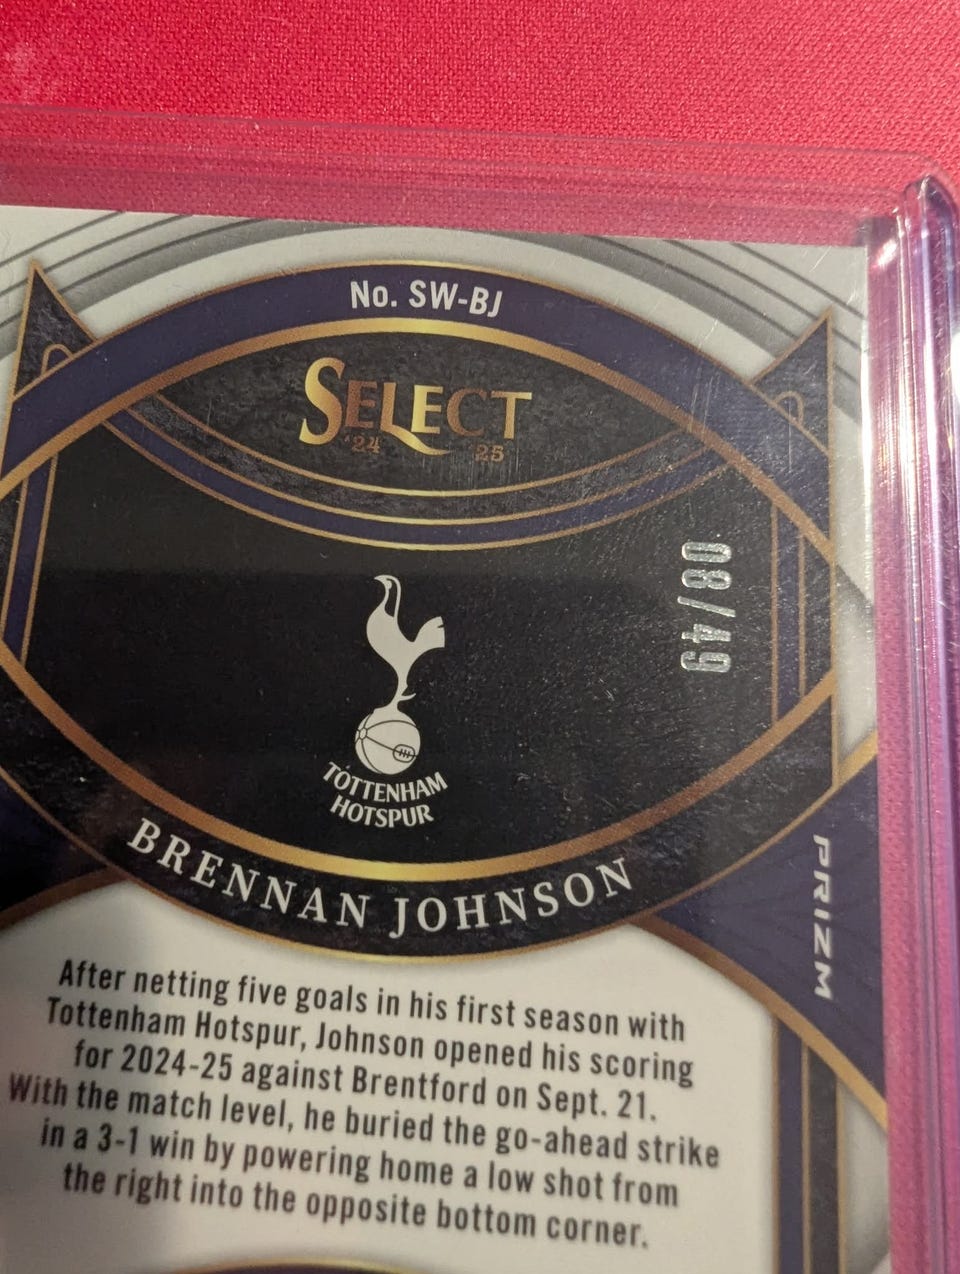 No. SW-BJ
SELECT
'24 25
08/49
TOTTENHAM
HOTSPUR
BRENNAN JOHNSON
PRIZM
After netting five goals in his first season with
Tottenham Hotspur, Johnson opened his scoring
for 2024-25 against Brentford on Sept. 21.
With the match level, he buried the go-ahead strike
in a 3-1 win by powering home a low shot from
the right into the opposite bottom corner.